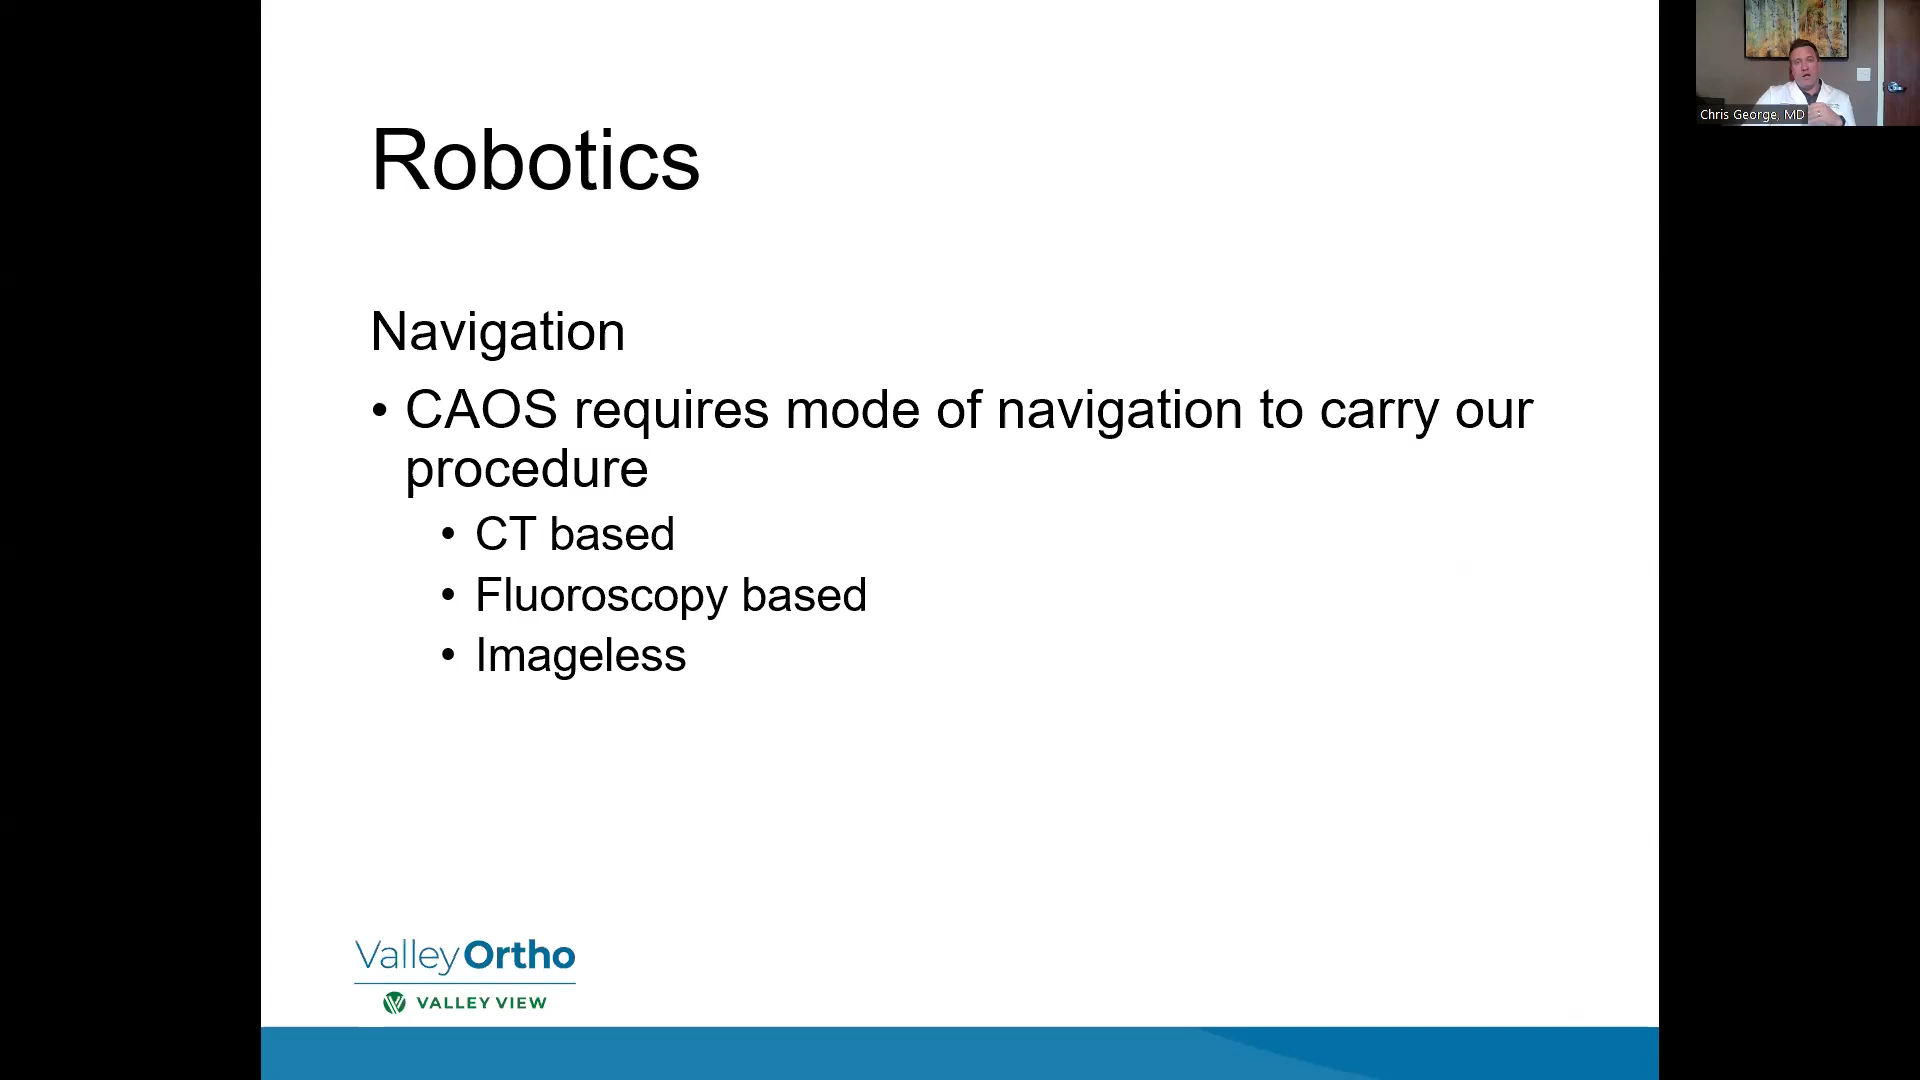 Robotics
Navigation
• CAOS requires mode of navigation to carry our
procedure
• CT based
• Fluoroscopy based
• Imageless
ValleyOrtho
VALLEY VIEW
Chris George, MD